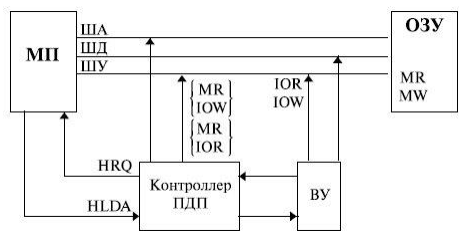 ША
ШД
ШУ
МП
ОЗУ
MR
MW
MR
IOW
MR
IOR
IOR
IOW
HRQ
HLDA
Контроллер
ПДП
ВУ